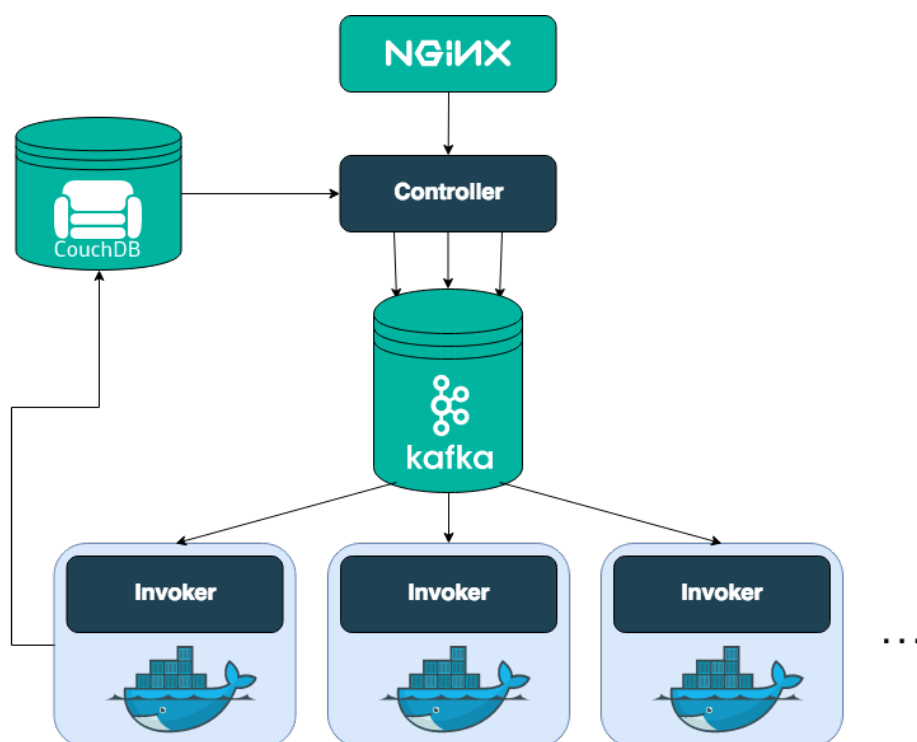 NGiNX
Controller
CouchDB
kafka
Invoker
Invoker
Invoker
...